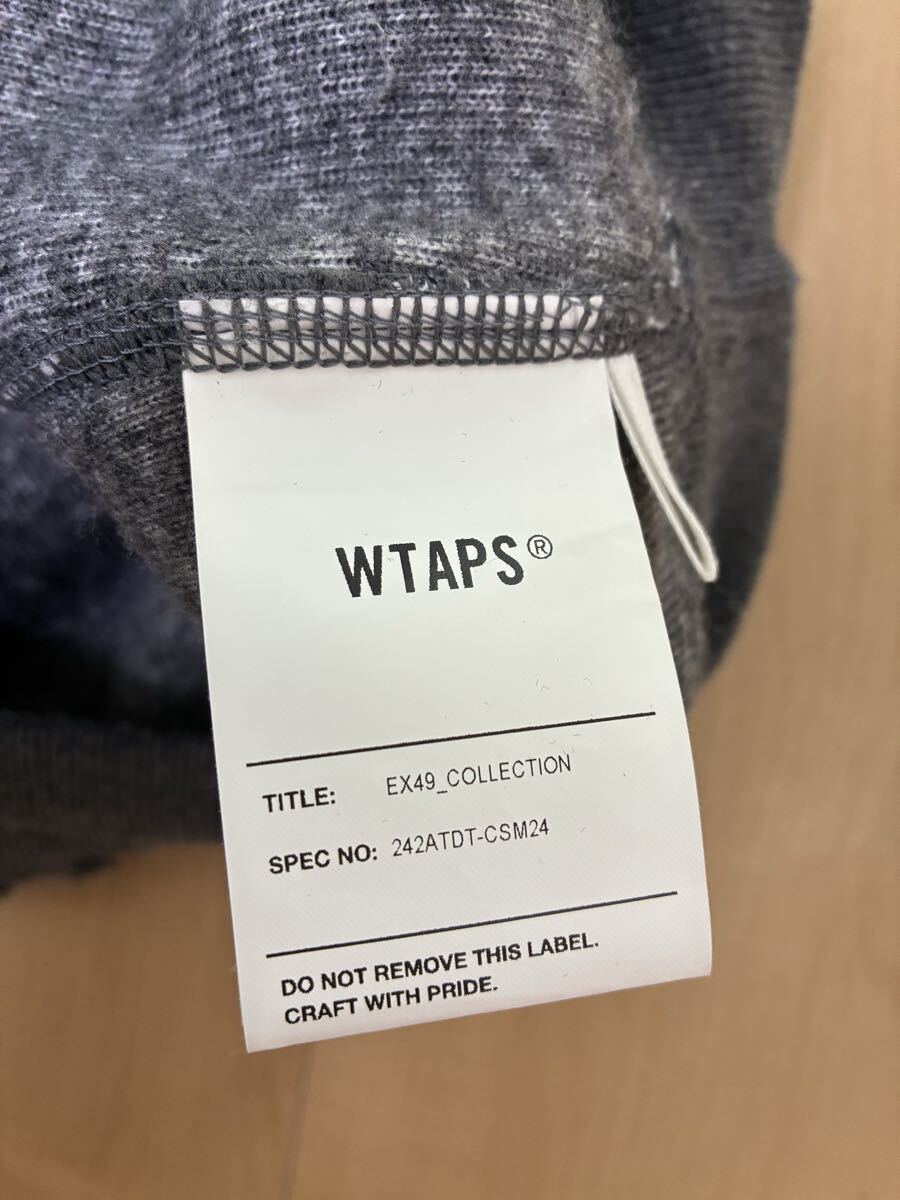 WTAPS®
TITLE: EX49_COLLECTION
SPEC NO: 242ATDT-CSM24
DO NOT REMOVE THIS LABEL.
CRAFT WITH PRIDE.